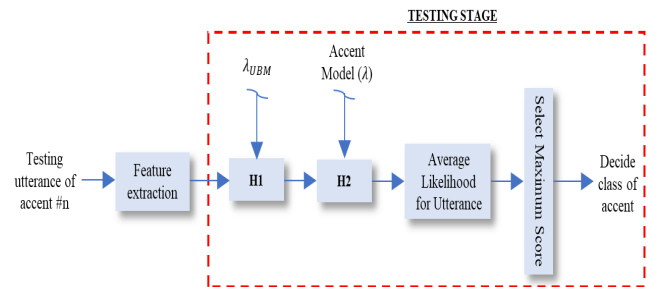 TESTING STAGE
λ_UBM
Accent
Model (λ)
Testing
utterance of
accent #n
Feature
extraction
H1
H2
Average
Likelihood
for Utterance
Select Maximum Score
Decide
class of
accent